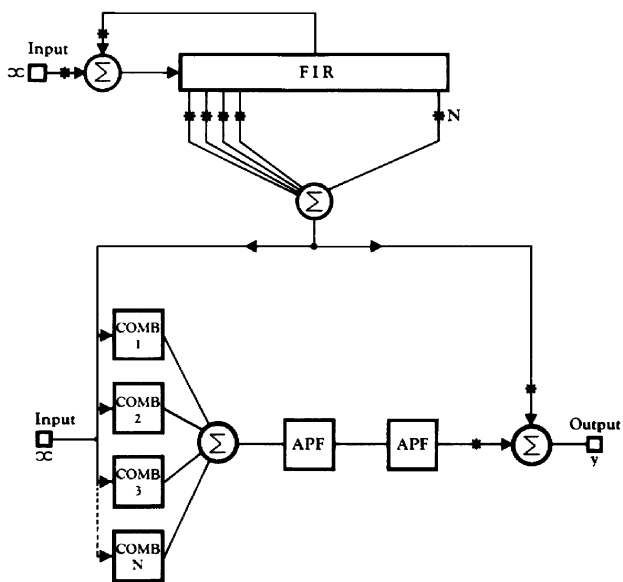 Input
x
Σ
FIR
N
Σ
COMB
1
COMB
2
Input
x
Σ
APF
APF
Σ
Output
y
COMB
3
COMB
N